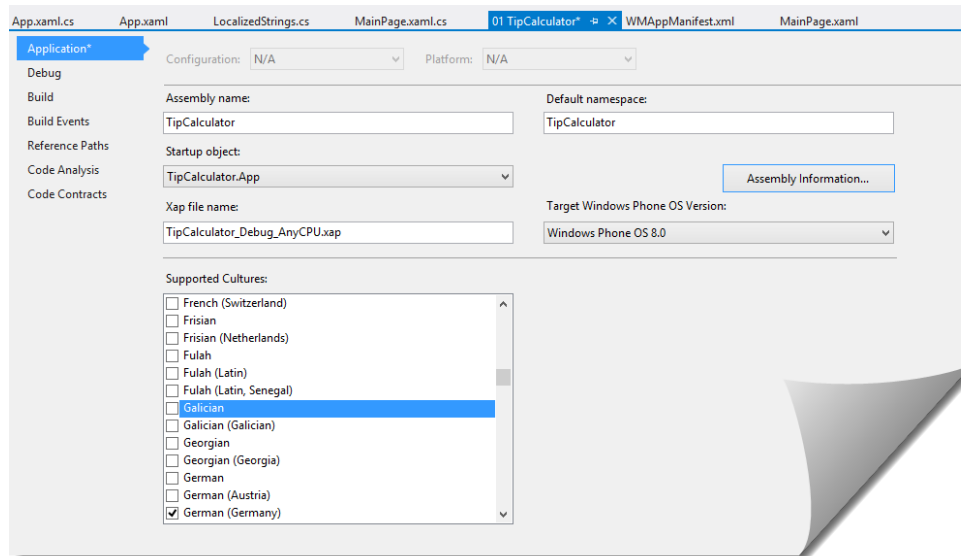 App.xaml.cs App.xaml LocalizedStrings.cs MainPage.xaml.cs 01 TipCalculator* WMAppManifest.xml MainPage.xaml
Application*
Debug
Build
Build Events
Reference Paths
Code Analysis
Code Contracts
Configuration: N/A Platform: N/A
Assembly name: Default namespace:
TipCalculator TipCalculator
Startup object:
TipCalculator.App Assembly Information...
Xap file name: Target Windows Phone OS Version:
TipCalculator_Debug_AnyCPU.xap Windows Phone OS 8.0
Supported Cultures:
French (Switzerland)
Frisian
Frisian (Netherlands)
Fulah
Fulah (Latin)
Fulah (Latin, Senegal)
Galician
Galician (Galician)
Georgian
Georgian (Georgia)
German
German (Austria)
German (Germany)